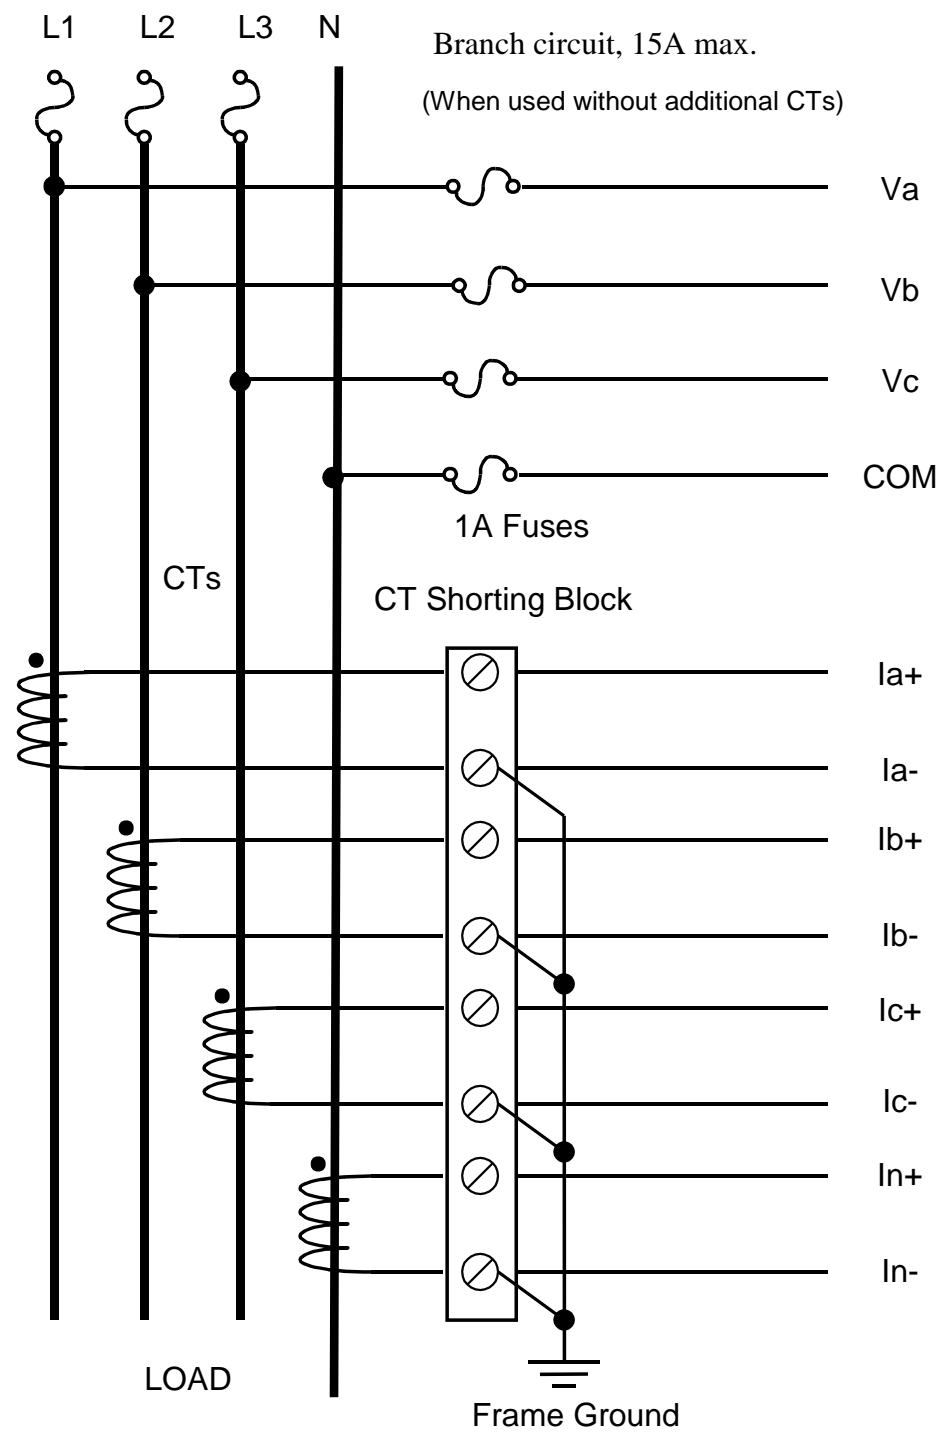 L1 L2 L3 N
Branch circuit, 15A max.
(When used without additional CTs)
Va
Vb
Vc
COM
1A Fuses
CTs
CT Shorting Block
Ia+
Ia-
Ib+
Ib-
Ic+
Ic-
In+
In-
LOAD
Frame Ground